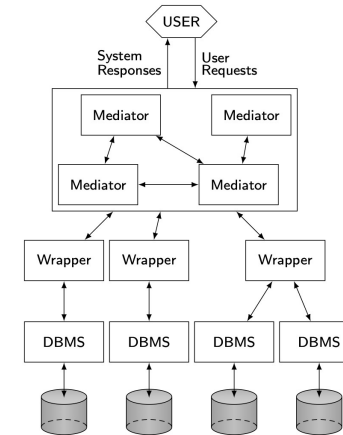 USER
System
Responses
User
Requests
Mediator
Mediator
Mediator
Mediator
Wrapper
Wrapper
Wrapper
DBMS
DBMS
DBMS
DBMS